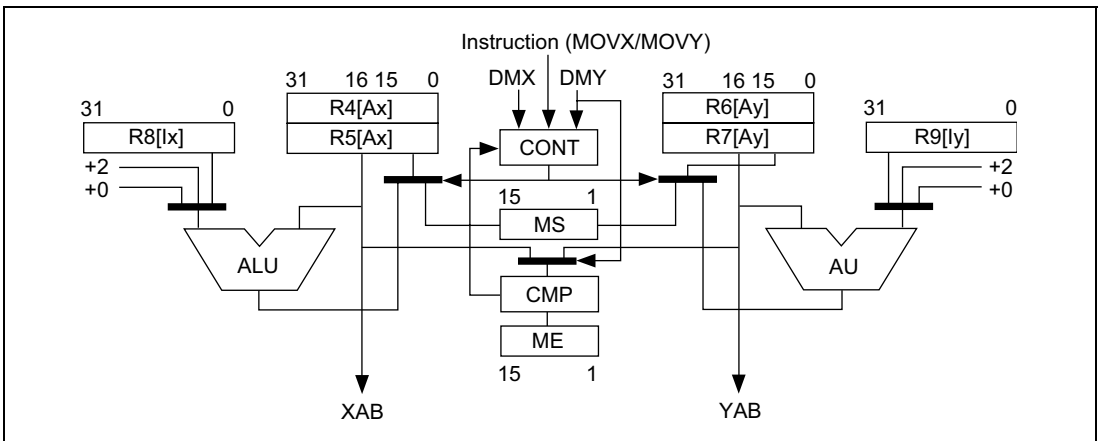 Instruction (MOVX/MOVY)
DMX DMY
31 16 15 0
R4[Ax]
R5[Ax]
31 16 15 0
R6[Ay]
R7[Ay]
31 0
R8[Ix]
+2
+0
31 0
R9[Iy]
+2
+0
CONT
15 1
MS
ALU
AU
CMP
ME
15 1
XAB
YAB